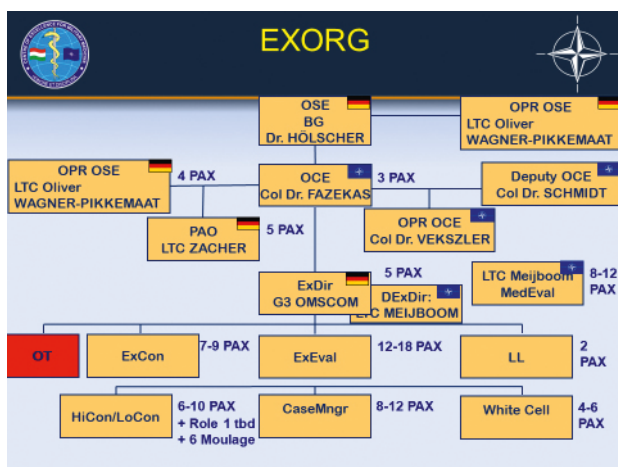 EXORG
OSE
BG
Dr. HÖLSCHER
OPR OSE
LTC Oliver
WAGNER-PIKKEMAAT
OPR OSE
LTC Oliver
WAGNER-PIKKEMAAT
4 PAX
OCE
Col Dr. FAZEKAS
3 PAX
Deputy OCE
Col Dr. SCHMIDT
PAO
LTC ZACHER
5 PAX
OPR OCE
Col Dr. VEKSZLER
ExDir
G3 OMSCOM
5 PAX
DExDir:
LTC MEIJBOOM
LTC Meijboom
MedEval
8-12
PAX
OT
ExCon
7-9 PAX
ExEval
12-18 PAX
LL
2
PAX
HiCon/LoCon
6-10 PAX
+ Role 1 tbd
+ 6 Moulage
CaseMngr
8-12 PAX
White Cell
4-6
PAX